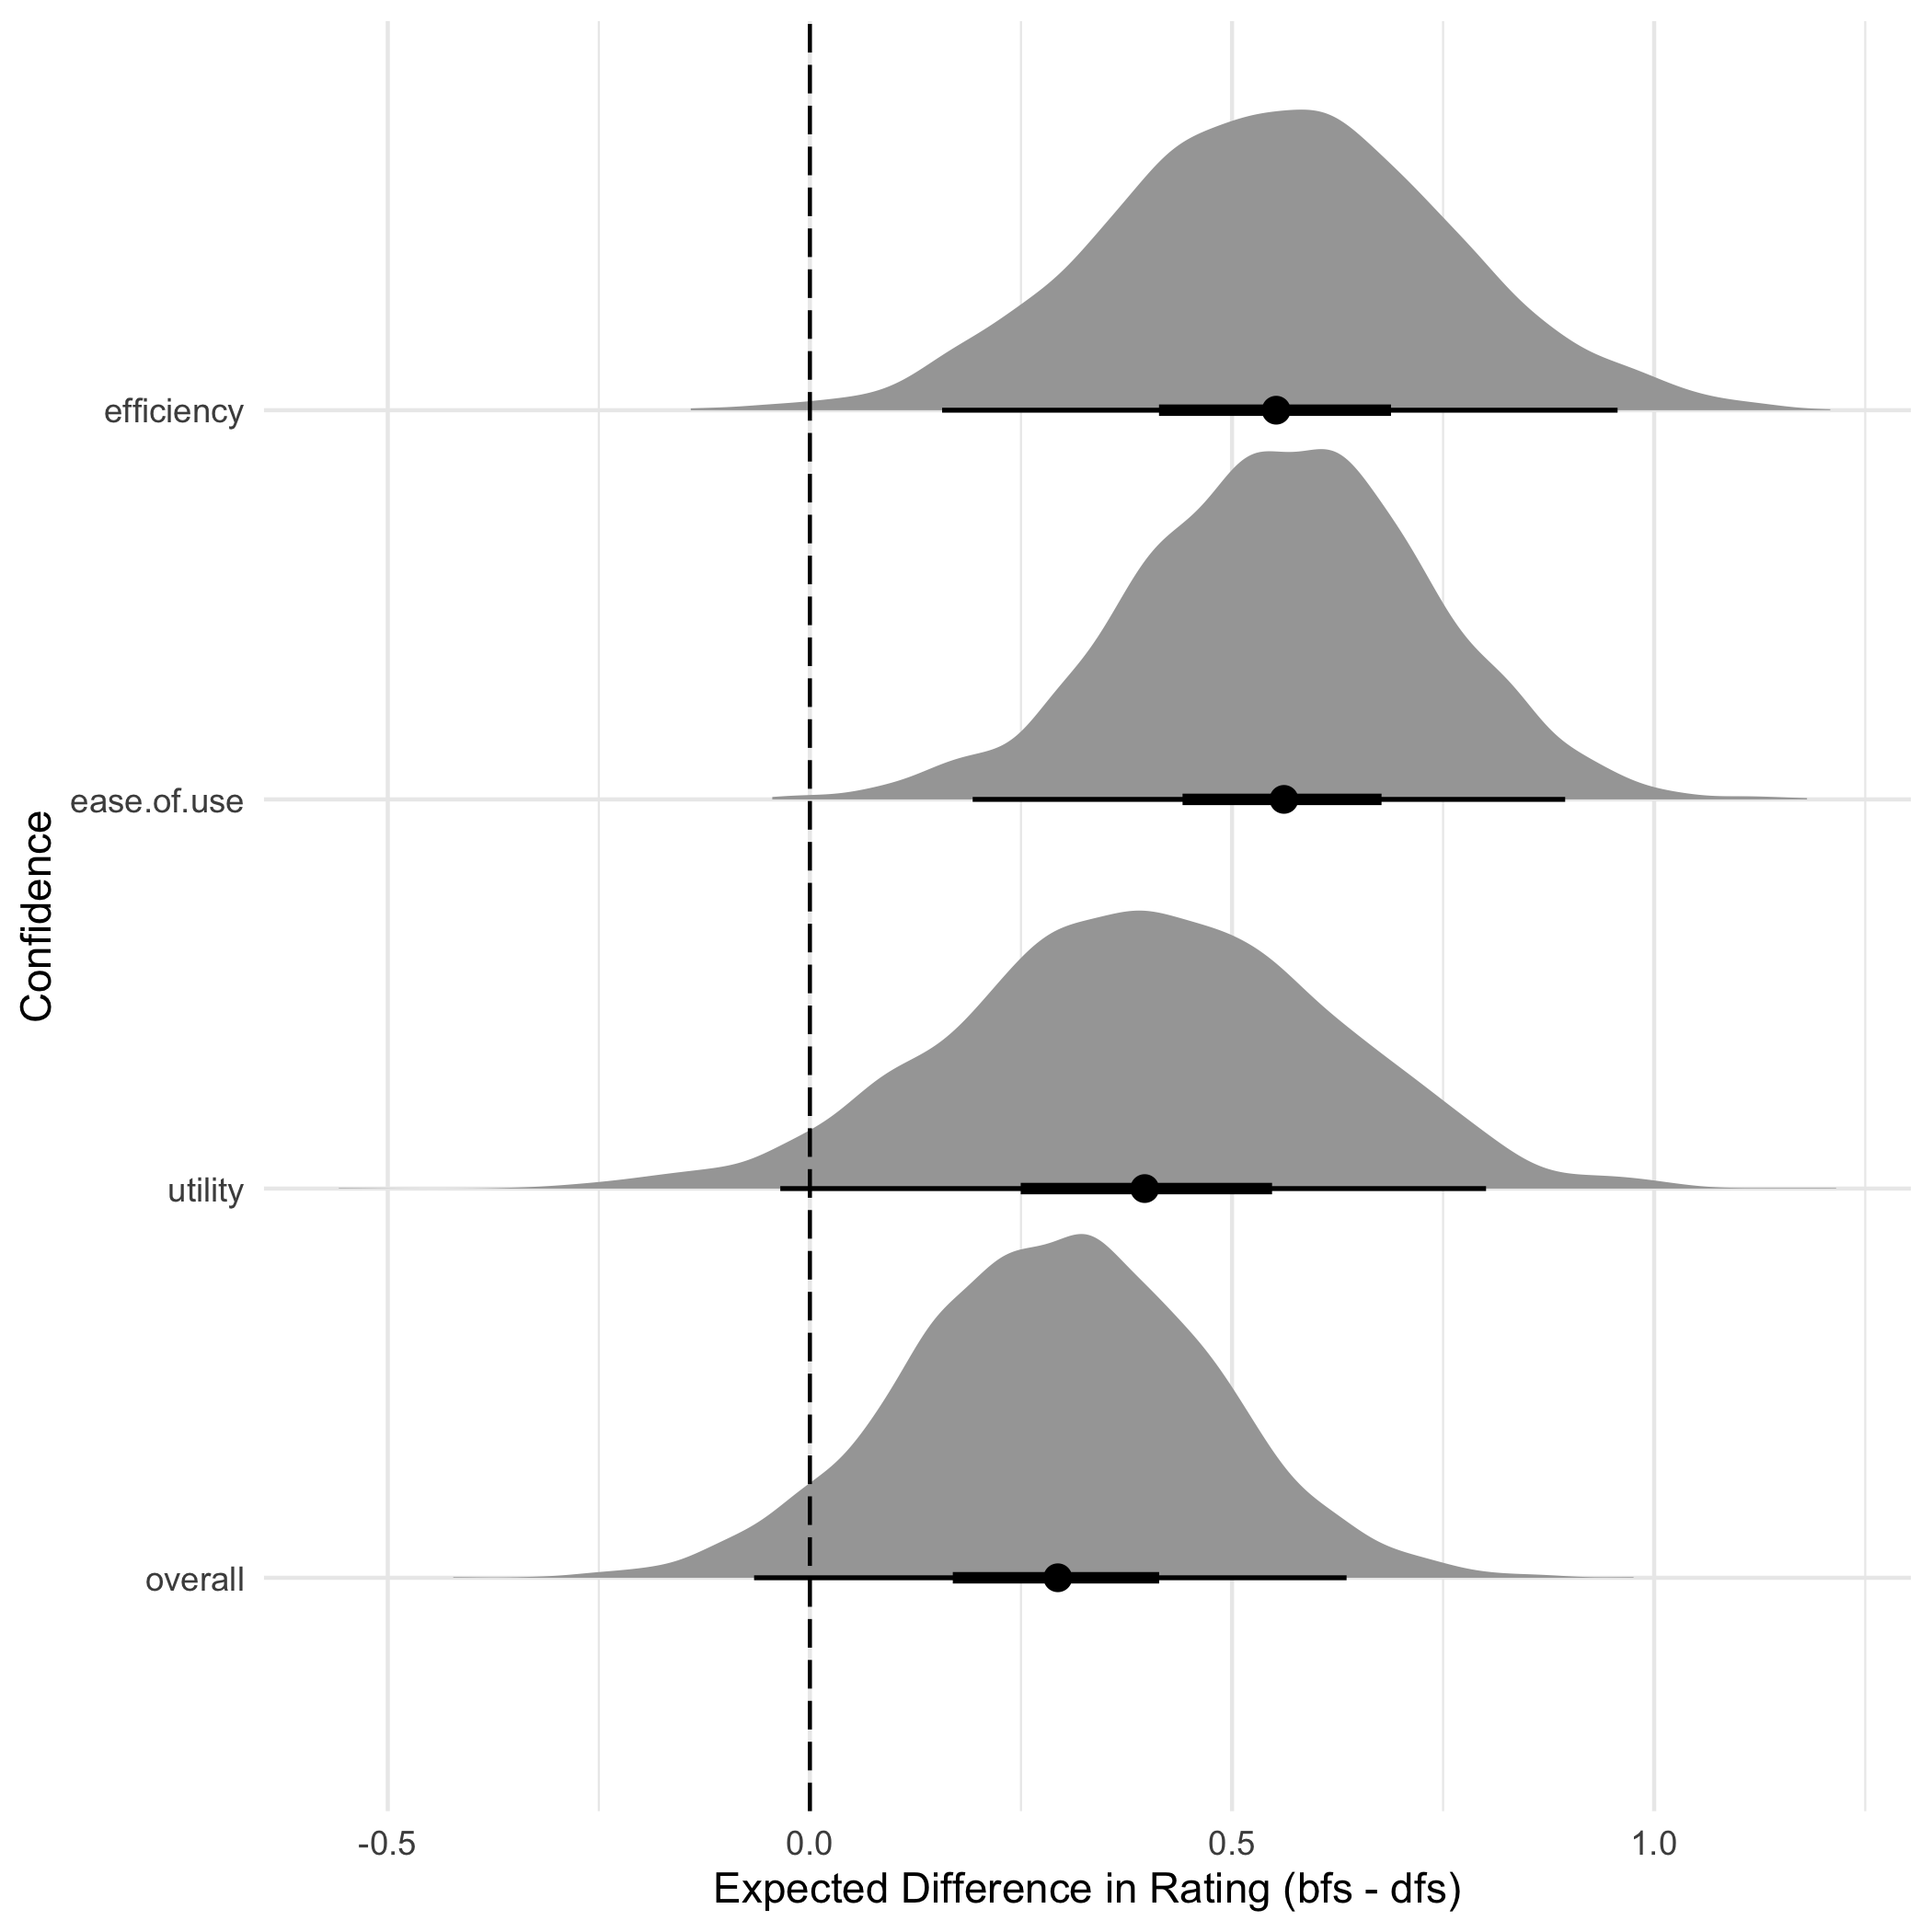 efficiency
ease.of.use
Confidence
utility
overall
-0.5 0.0 0.5 1.0
Expected Difference in Rating (bfs - dfs)